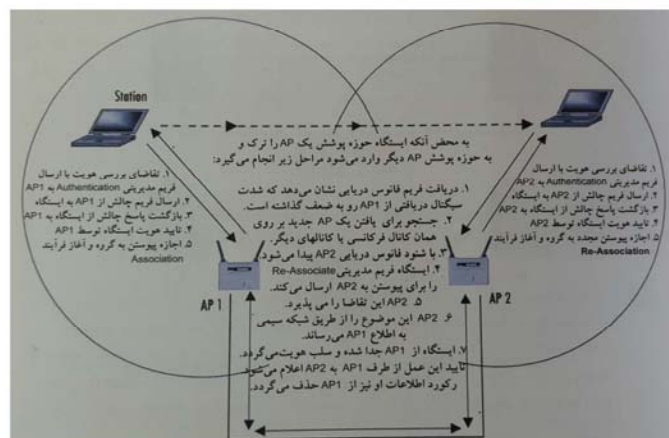 Station
به محض آنکه ایستگاه حوزه پوشش یک AP را ترک و
به حوزه پوشش AP دیگر وارد می‌شود مراحل زیر انجام می‌گیرد:
۱. تقاضای بررسی هویت با ارسال
فریم مدیریتی Authentication به AP1
۲. ارسال فریم چالش از AP1 به ایستگاه
۳. بازگشت پاسخ چالش از ایستگاه به AP1
۴. تایید هویت ایستگاه توسط AP1
۵. اجازه پیوستن به گروه و آغاز فرآیند
Association
۱. دریافت فریم فانوس دریایی نشان می‌دهد که شدت
سیگنال دریافتی از AP1 رو به ضعف گذاشته است.
۲. جستجو برای یافتن یک AP جدید بر روی
همان کانال فرکانسی یا کانالهای دیگر.
۳. با شنود فانوس دریایی AP2 پیدا می‌شود.
۴. ایستگاه فریم مدیریتی Re-Associate
را برای پیوستن به AP2 ارسال می‌کند.
۵. AP2 این تقاضا را می پذیرد.
۶. AP2 این موضوع را از طریق شبکه سیمی
به اطلاع AP1 می‌رساند.
۷. ایستگاه از AP1 جدا شده و سلب هویت می‌گردد.
تایید این عمل از طرف AP1 به AP2 اعلام می‌شود.
رکورد اطلاعات او نیز از AP1 حذف می‌گردد.
۱. تقاضای بررسی هویت با ارسال
فریم مدیریتی Authentication به AP2
۲. ارسال فریم چالش از AP2 به ایستگاه
۳. بازگشت پاسخ چالش از ایستگاه به AP2
۴. تایید هویت ایستگاه توسط AP2
۵. اجازه پیوستن مجدد به گروه و آغاز فرآیند
Re-Association
AP 1
AP 2